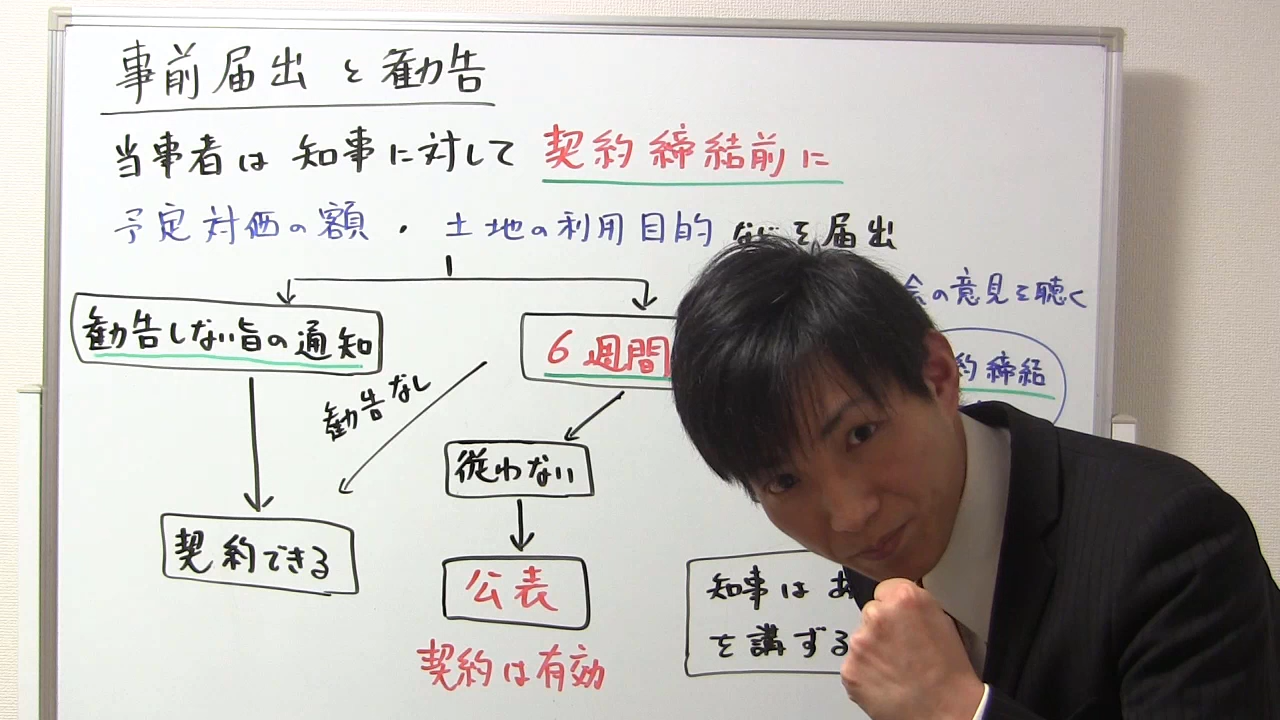 事前届出と勧告
当事者は知事に対して契約締結前に
予定対価の額・土地の利用目的などを届出
の意見を聴く
勧告しない旨の通知
6週間
約締結
勧告なし
従わない
契約できる
公表
知事はあ
を講ずる
契約は有効